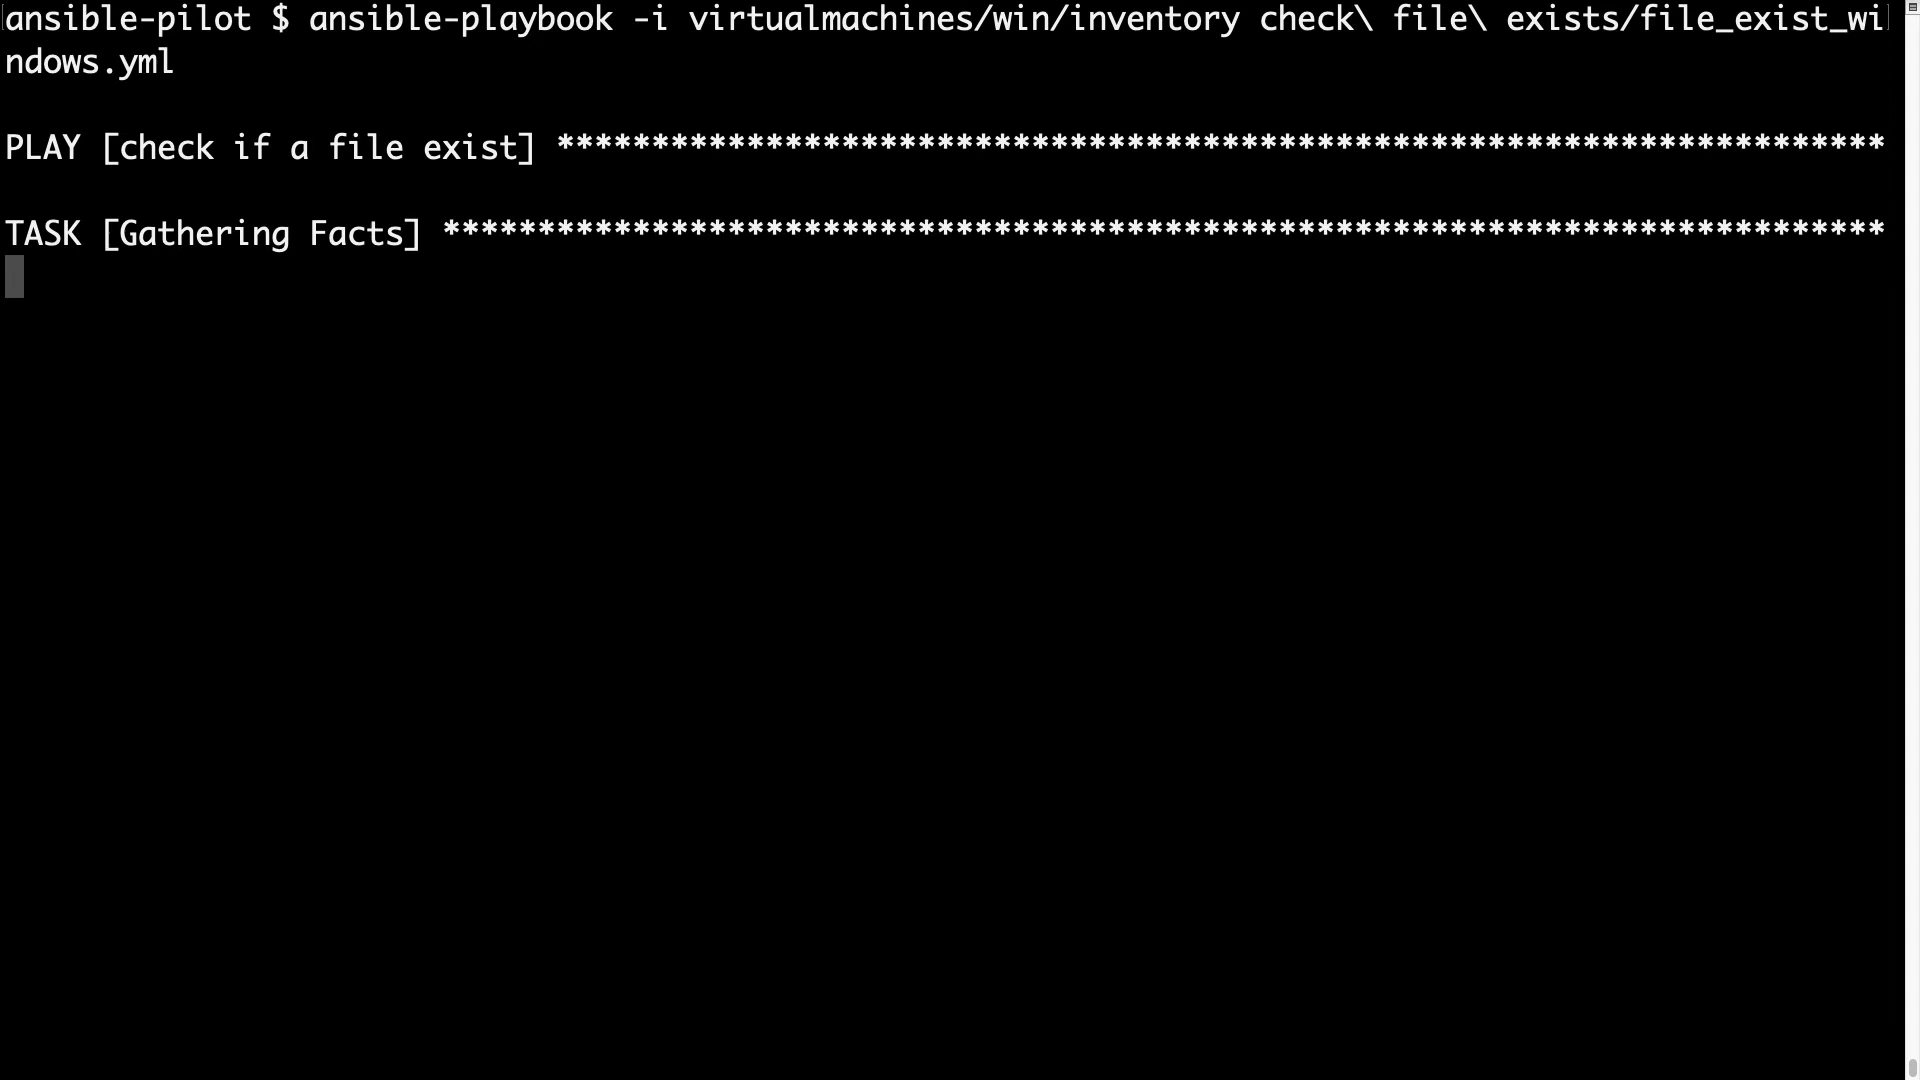 ansible-pilot $ ansible-playbook -i virtualmachines/win/inventory check\ file\ exists/file_exist_wi
ndows.yml
PLAY [check if a file exist] **********************************************************************
TASK [Gathering Facts] ****************************************************************************